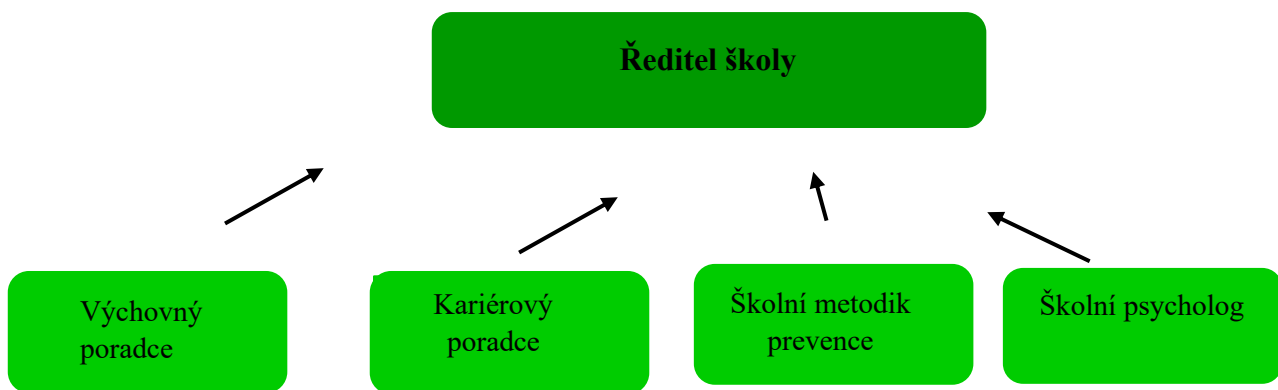 Ředitel školy
Výchovný
poradce
Kariérový
poradce
Školní metodik
prevence
Školní psycholog